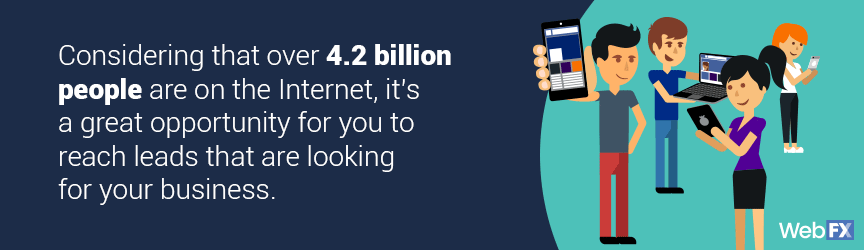 Considering that over 4.2 billion
people are on the Internet, it's
a great opportunity for you to
reach leads that are looking
for your business.
WebFX